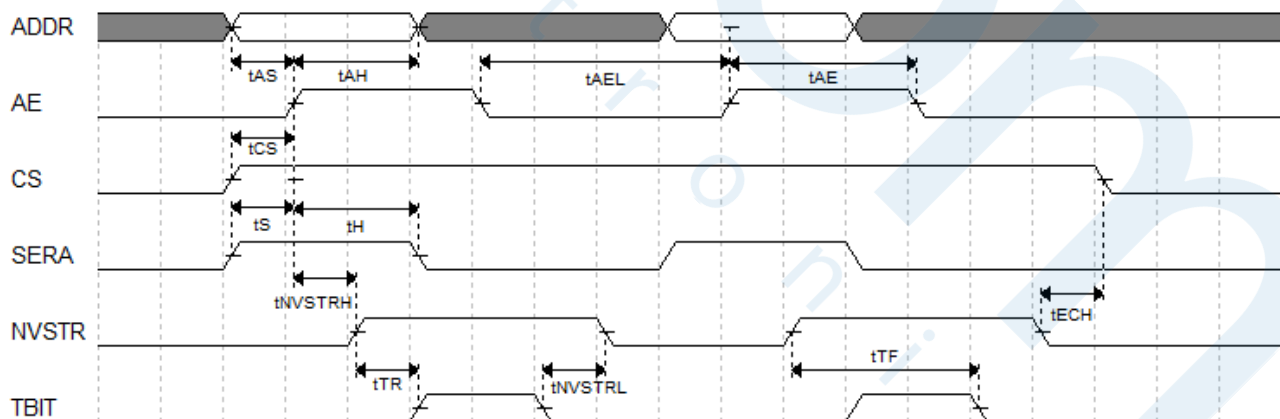 ADDR
tAS
tAH
tAEL
tAE
AE
tCS
CS
tS
tH
SERA
tNVSTRH
tECH
NVSTR
tTR
tNVSTRL
tTF
TBIT